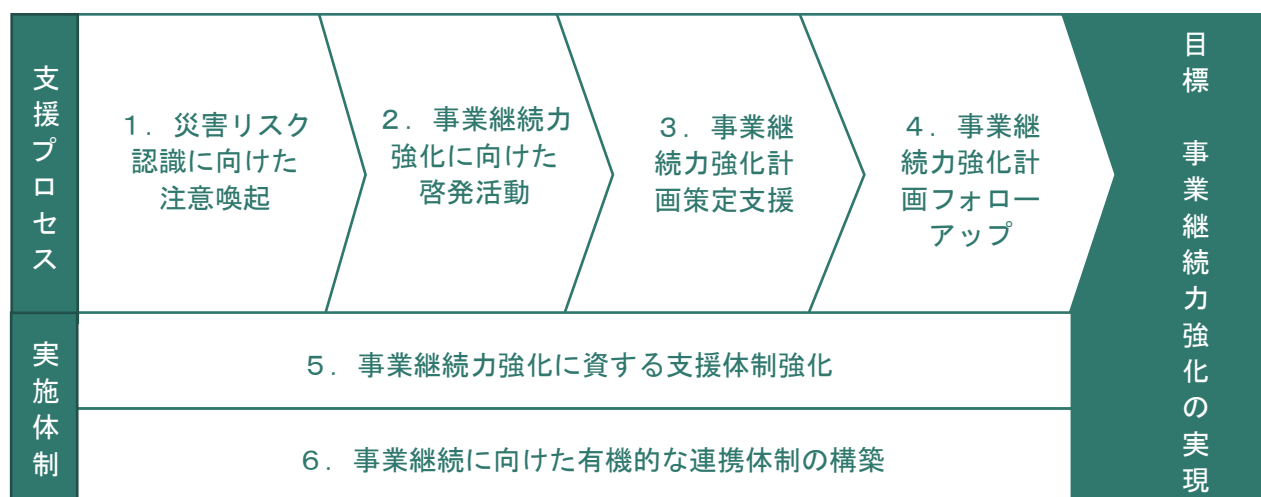 支援プロセス
1．災害リスク
認識に向けた
注意喚起
2．事業継続力
強化に向けた
啓発活動
3．事業継
続力強化計
画策定支援
4．事業継
続力強化計
画フォロー
アップ
実施体制
5．事業継続力強化に資する支援体制強化
6．事業継続に向けた有機的な連携体制の構築
目標　事業継続力強化の実現